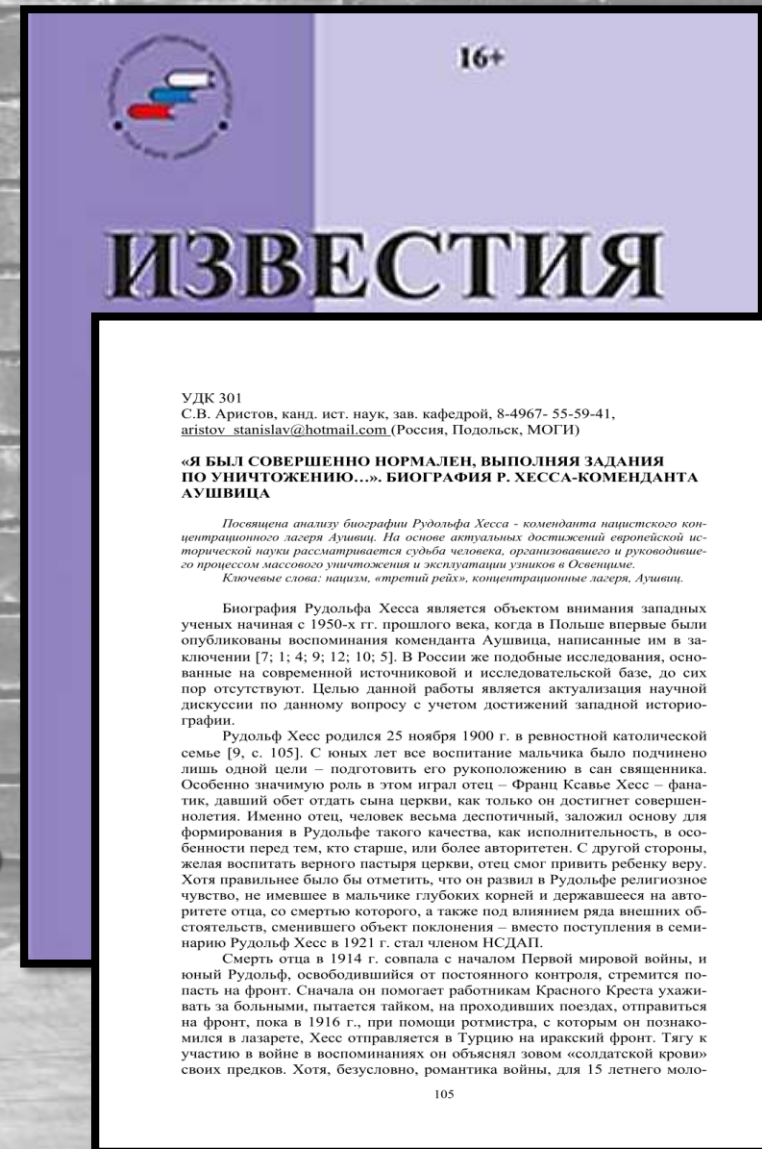 16+
ИЗВЕСТИЯ
УДК 301
С.В. Аристов, канд. ист. наук, зав. кафедрой, 8-4967- 55-59-41,
aristov_stanislav@hotmail.com (Россия, Подольск, МОГИ)
«Я БЫЛ СОВЕРШЕННО НОРМАЛЕН, ВЫПОЛНЯЯ ЗАДАНИЯ
ПО УНИЧТОЖЕНИЮ…». БИОГРАФИЯ Р. ХЕССА-КОМЕНДАНТА
АУШВИЦА
Посвящена анализу биографии Рудольфа Хесса - коменданта нацистского кон-
центрационного лагеря Аушвиц. На основе актуальных достижений европейской ис-
торической науки рассматривается судьба человека, организовавшего и руководивше-
го процессом массового уничтожения и эксплуатации узников в Освенциме.
Ключевые слова: нацизм, «третий рейх», концентрационные лагеря, Аушвиц.
Биография Рудольфа Хесса является объектом внимания западных
ученых начиная с 1950-х гг. прошлого века, когда в Польше впервые были
опубликованы воспоминания коменданта Аушвица, написанные им в за-
ключении [7; 1; 4; 9; 12; 10; 5]. В России же подобные исследования, осно-
ванные на современной источниковой и исследовательской базе, до сих
пор отсутствуют. Целью данной работы является актуализация научной
дискуссии по данному вопросу с учетом достижений западной историо-
графии.
Рудольф Хесс родился 25 ноября 1900 г. в ревностной католической
семье [9, с. 105]. С юных лет все воспитание мальчика было подчинено
лишь одной цели – подготовить его рукоположению в сан священника.
Особенно значимую роль в этом играл отец – Франц Ксавье Хесс – фана-
тик, давший обет отдать сына церкви, как только он достигнет совершен-
нолетия. Именно отец, человек весьма деспотичный, заложил основу для
формирования в Рудольфе такого качества, как исполнительность, в осо-
бенности перед тем, кто старше, или более авторитетен. С другой стороны,
желая воспитать верного пастыря церкви, отец смог привить ребенку веру.
Хотя правильнее было бы отметить, что он развил в Рудольфе религиозное
чувство, не имевшее в мальчике глубоких корней и державшееся на авто-
ритете отца, со смертью которого, а также под влиянием ряда внешних об-
стоятельств, сменившего объект поклонения – вместо поступления в семи-
нарию Рудольф Хесс в 1921 г. стал членом НСДАП.
Смерть отца в 1914 г. совпала с началом Первой мировой войны, и
юный Рудольф, освободившийся от постоянного контроля, стремится по-
пасть на фронт. Сначала он помогает работникам Красного Креста ухажи-
вать за больными, пытается тайком, на проходивших поездах, отправиться
на фронт, пока в 1916 г., при помощи ротмистра, с которым он познако-
мился в лазарете, Хесс отправляется в Турцию на иракский фронт. Тягу к
участию в войне в воспоминаниях он объяснял зовом «солдатской крови»
своих предков. Хотя, безусловно, романтика войны, для 15 летнего моло-
105